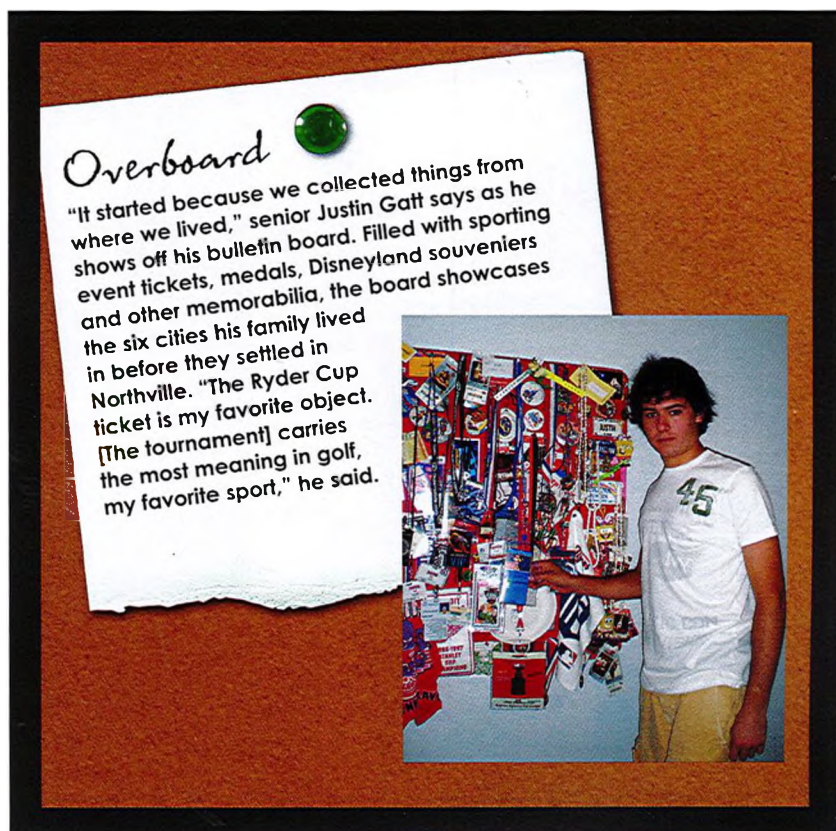 Overboard
"It started because we collected things from
where we lived," senior Justin Gatt says as he
shows off his bulletin board. Filled with sporting
event tickets, medals, Disneyland souveniers
and other memorabilia, the board showcases
the six cities his family lived
in before they settled in
Northville. "The Ryder Cup
ticket is my favorite object.
[The tournament] carries
the most meaning in golf,
my favorite sport," he said.
JUSTIN
45